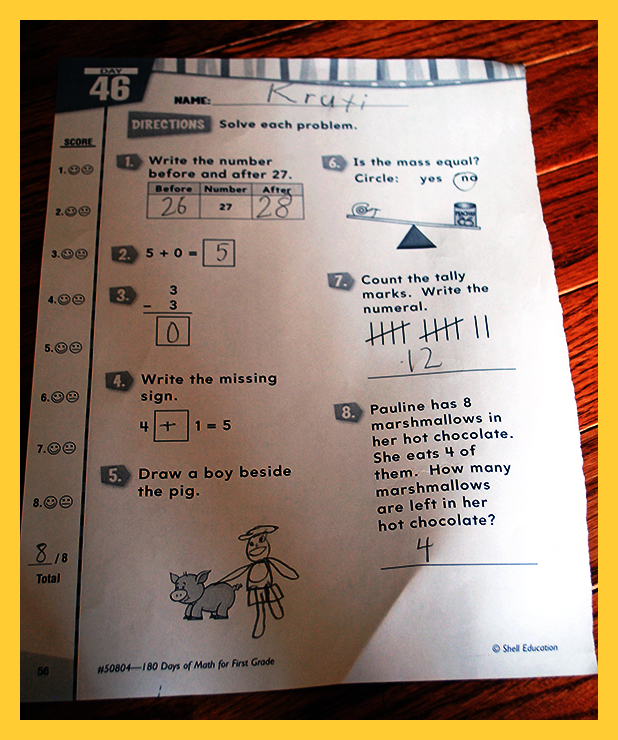 DAY
46
NAME: Kruti
DIRECTIONS Solve each problem.
SCORE
1.
2.
3.
4.
5.
6.
7.
8.
8 / 8
Total
1. Write the number
before and after 27.
Before Number After
26 27 28
2. 5 + 0 = 5
3. 3
− 3
0
4. Write the missing
sign.
4 + 1 = 5
5. Draw a boy beside
the pig.
6. Is the mass equal?
Circle: yes no
7. Count the tally
marks. Write the
numeral.
12
8. Pauline has 8
marshmallows in
her hot chocolate.
She eats 4 of
them. How many
marshmallows
are left in her
hot chocolate?
4
56
#50804—180 Days of Math for First Grade
© Shell Education